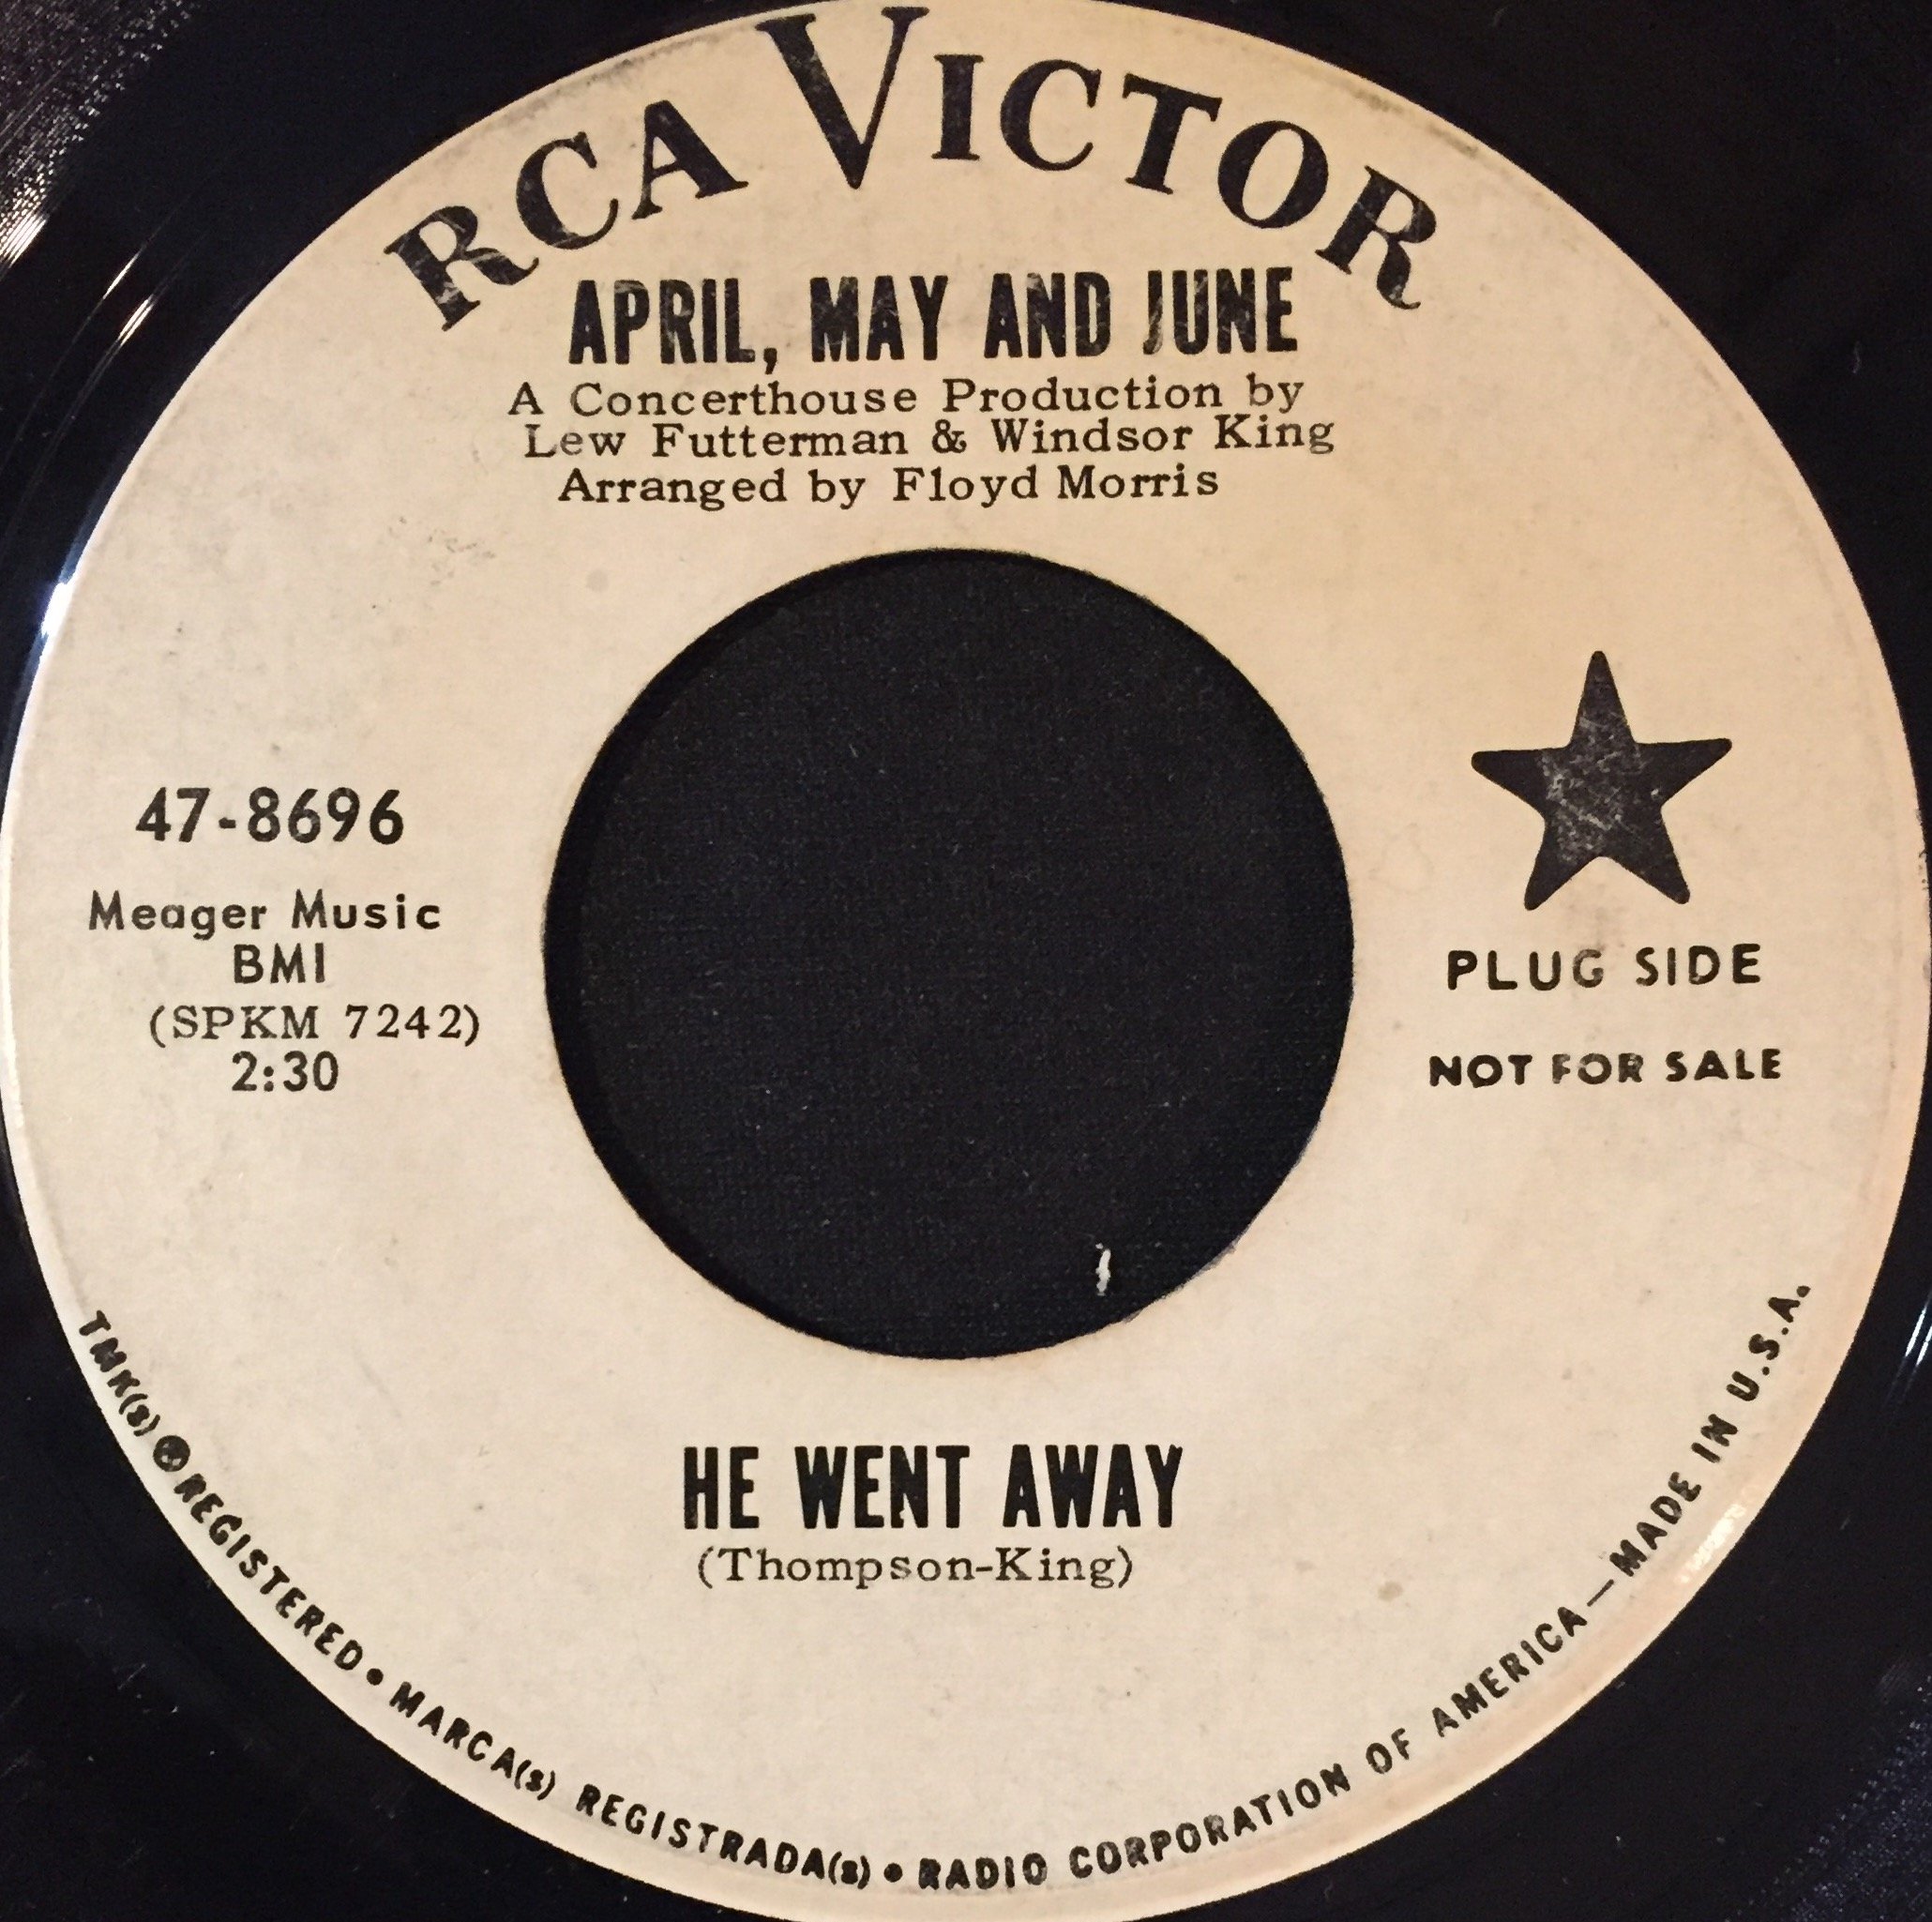 RCA VICTOR
APRIL, MAY AND JUNE
A Concerthouse Production by
Lew Futterman & Windsor King
Arranged by Floyd Morris
47-8696
Meager Music
BMI
(SPKM 7242)
2:30
PLUG SIDE
NOT FOR SALE
HE WENT AWAY
(Thompson-King)
TMK(s) ® REGISTERED • MARCA(s) REGISTRADA(s) • RADIO CORPORATION OF AMERICA—MADE IN U.S.A.